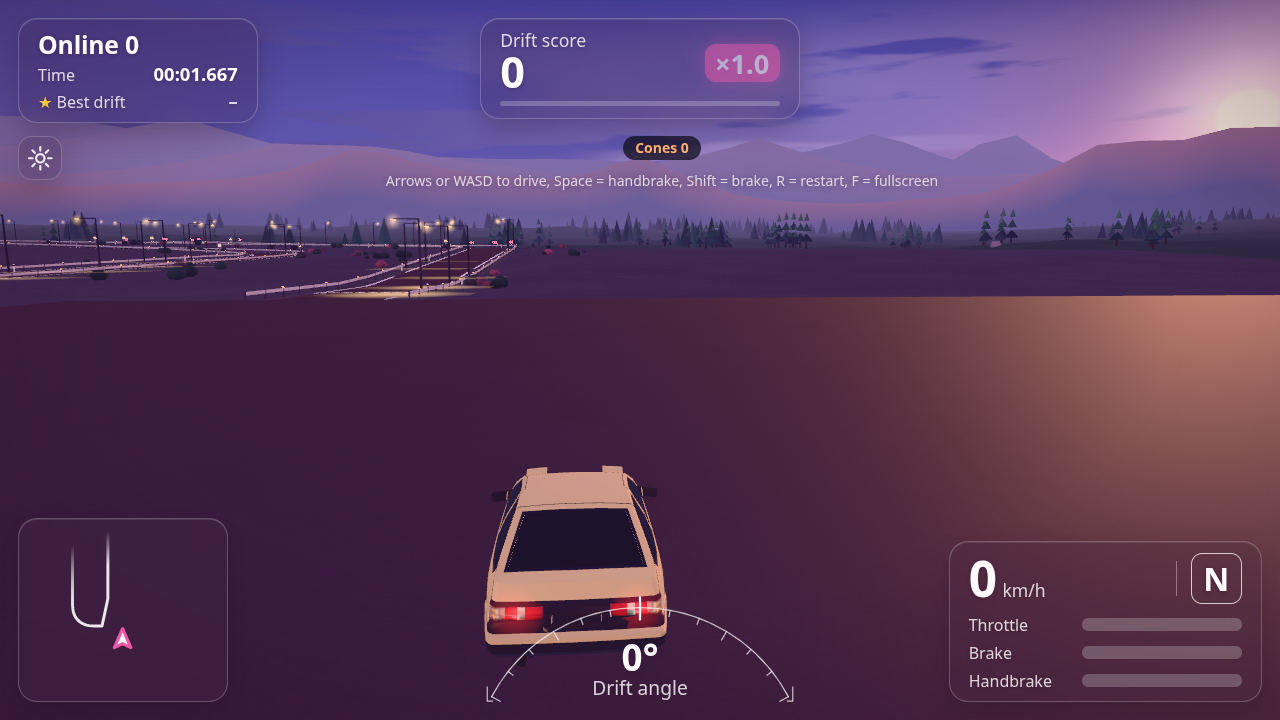 Online 0
Time 00:01.667
★ Best drift –
Drift score
0
×1.0
Cones 0
Arrows or WASD to drive, Space = handbrake, Shift = brake, R = restart, F = fullscreen
0°
Drift angle
0 km/h
N
Throttle
Brake
Handbrake